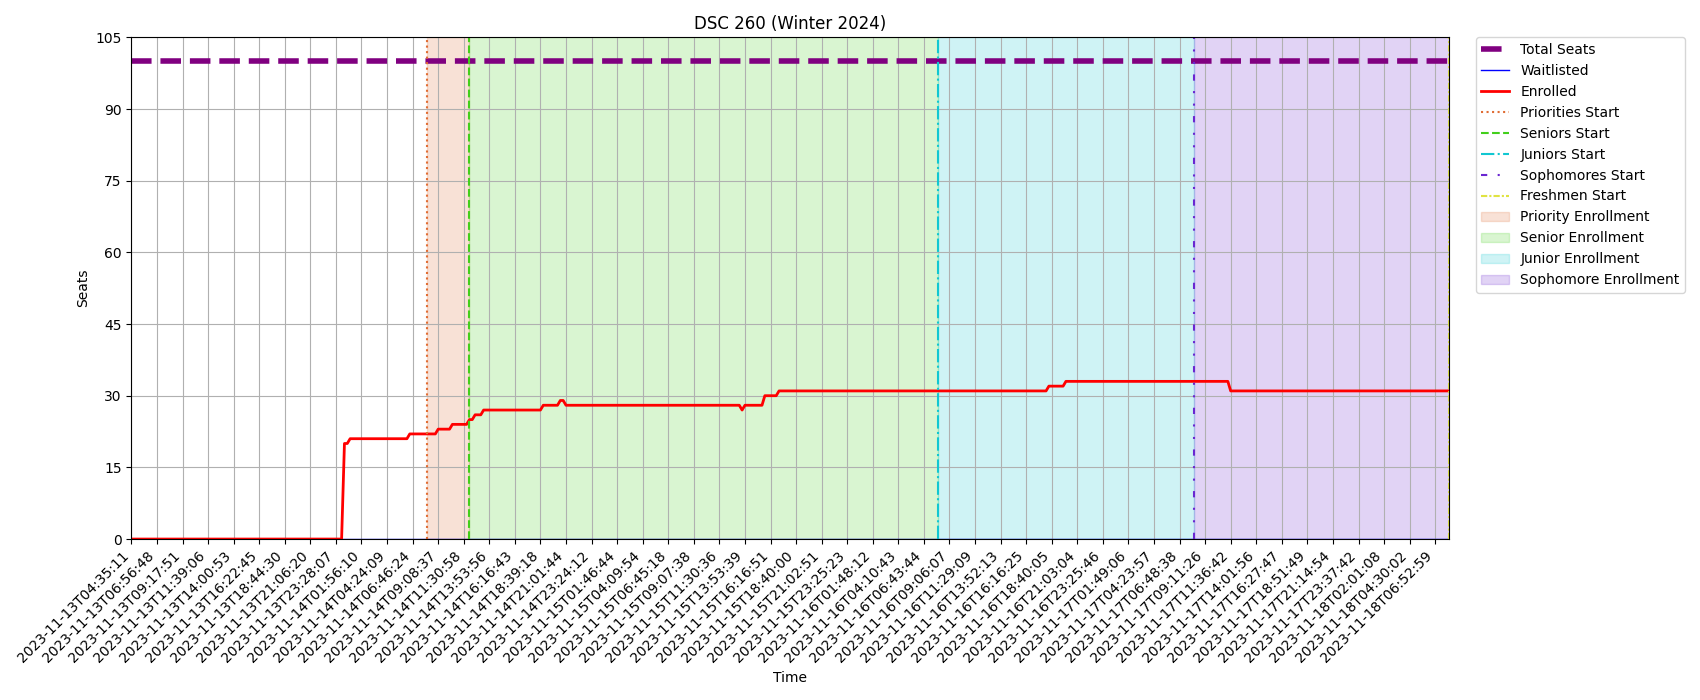 DSC 260 (Winter 2024)
105
90
75
60
45
30
15
0
Seats
Total Seats
Waitlisted
Enrolled
Priorities Start
Seniors Start
Juniors Start
Sophomores Start
Freshmen Start
Priority Enrollment
Senior Enrollment
Junior Enrollment
Sophomore Enrollment
2023-11-13T04:35:11
2023-11-13T06:56:48
2023-11-13T09:17:51
2023-11-13T11:39:06
2023-11-13T14:00:53
2023-11-13T16:22:45
2023-11-13T18:44:30
2023-11-13T21:06:20
2023-11-13T23:28:07
2023-11-14T01:56:10
2023-11-14T04:24:09
2023-11-14T06:46:24
2023-11-14T09:08:37
2023-11-14T11:30:58
2023-11-14T13:53:56
2023-11-14T16:16:43
2023-11-14T18:39:18
2023-11-14T21:01:44
2023-11-14T23:24:12
2023-11-15T01:46:44
2023-11-15T04:09:54
2023-11-15T06:45:18
2023-11-15T09:07:38
2023-11-15T11:30:36
2023-11-15T13:53:39
2023-11-15T16:16:51
2023-11-15T18:40:00
2023-11-15T21:02:51
2023-11-15T23:25:23
2023-11-16T01:48:12
2023-11-16T04:10:43
2023-11-16T06:43:44
2023-11-16T09:06:07
2023-11-16T11:29:09
2023-11-16T13:52:13
2023-11-16T16:16:25
2023-11-16T18:40:05
2023-11-16T21:03:04
2023-11-16T23:25:46
2023-11-17T01:49:06
2023-11-17T04:23:57
2023-11-17T06:48:38
2023-11-17T09:11:26
2023-11-17T11:36:42
2023-11-17T14:01:56
2023-11-17T16:27:47
2023-11-17T18:51:49
2023-11-17T21:14:54
2023-11-17T23:37:42
2023-11-18T02:01:08
2023-11-18T04:30:02
2023-11-18T06:52:59
Time